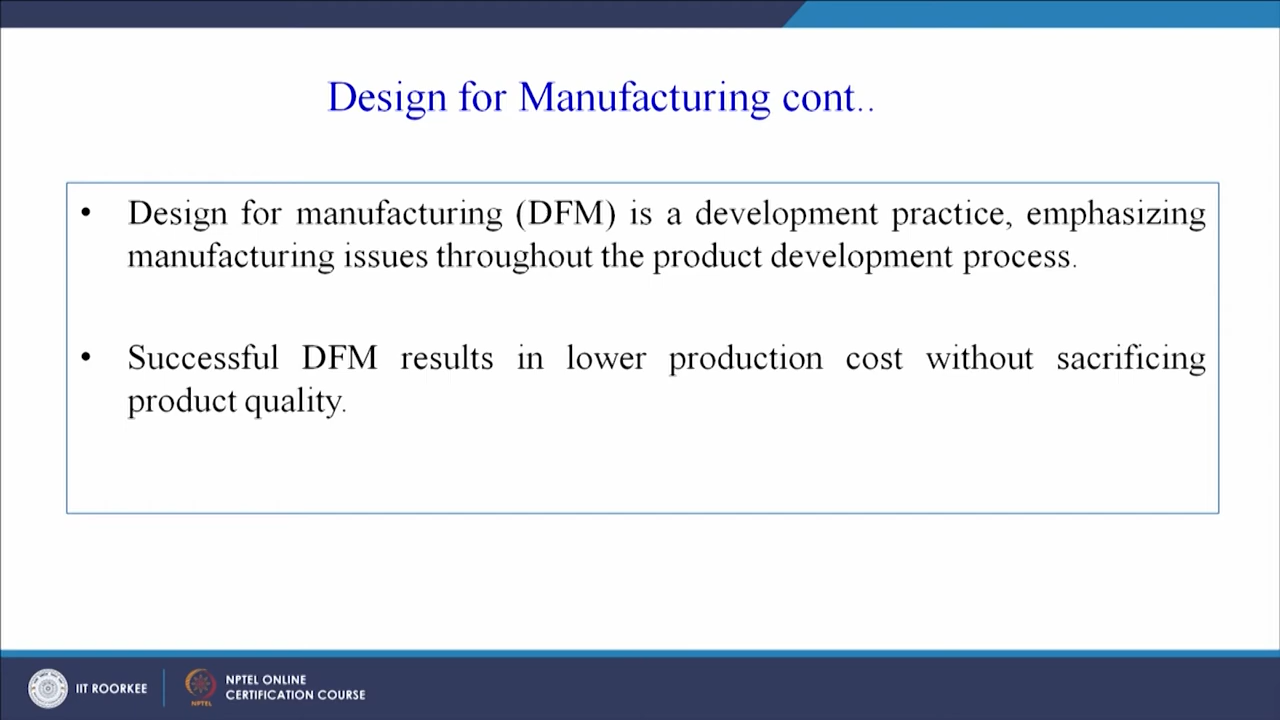 Design for Manufacturing cont..
• Design for manufacturing (DFM) is a development practice, emphasizing
manufacturing issues throughout the product development process.
• Successful DFM results in lower production cost without sacrificing
product quality.
IIT ROORKEE
NPTEL ONLINE
CERTIFICATION COURSE
NPTEL